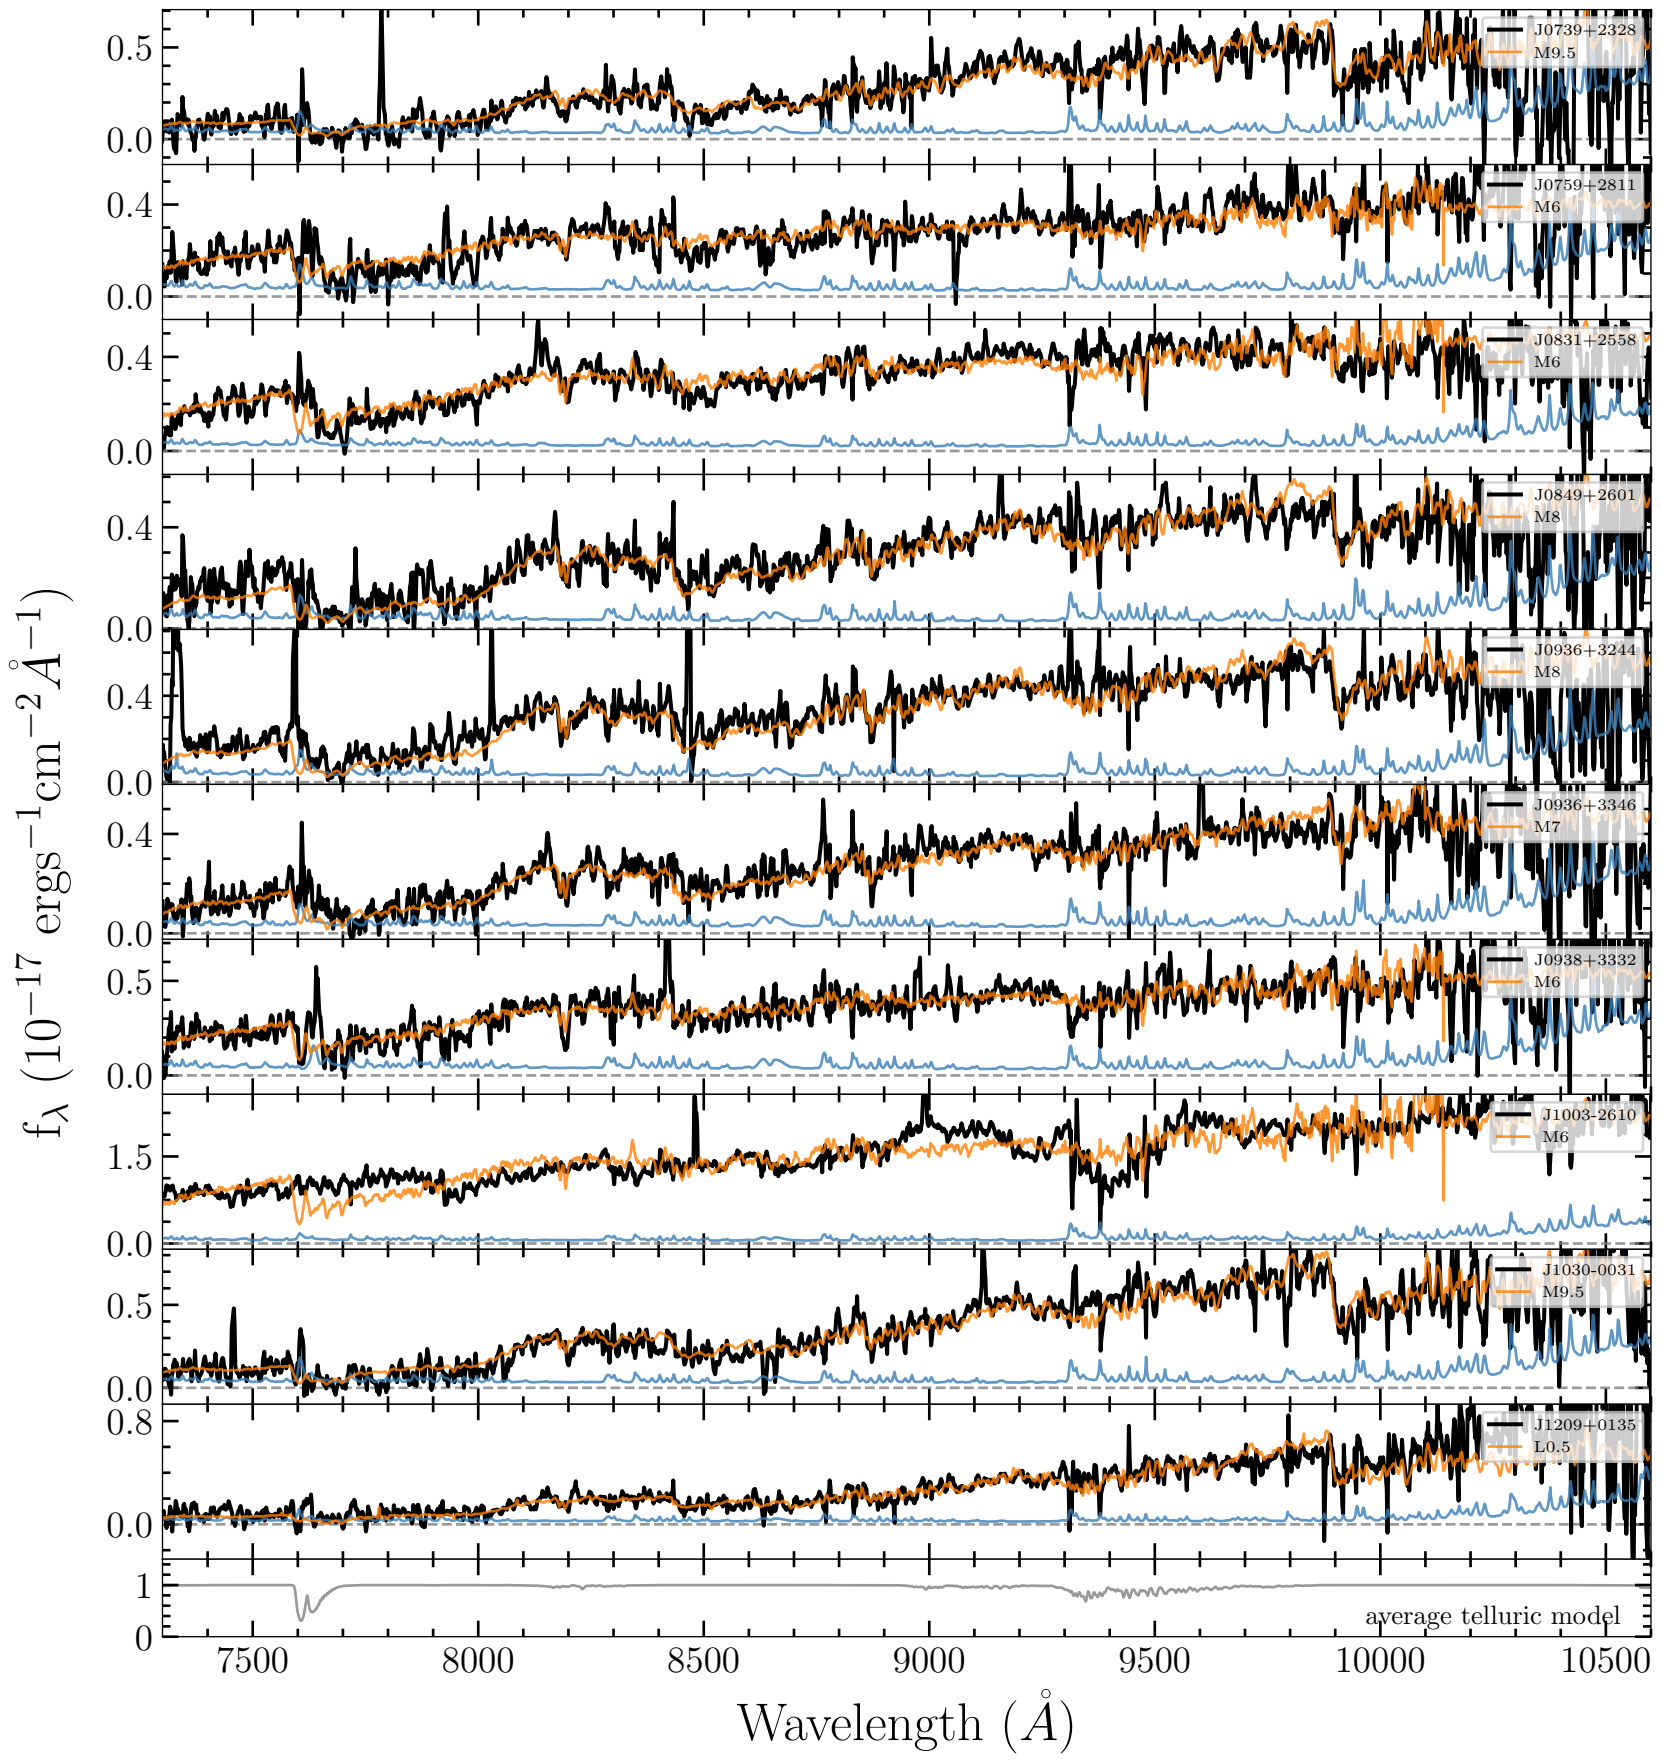 0.5
0.0
J0739+2328
M9.5
0.4
0.0
J0759+2811
M6
0.4
0.0
J0831+2558
M6
0.4
0.0
J0849+2601
M8
0.4
0.0
J0936+3244
M8
0.4
0.0
J0936+3346
M7
0.5
0.0
J0938+3332
M6
1.5
0.0
J1003-2610
M6
0.5
0.0
J1030-0031
M9.5
0.8
0.0
J1209+0135
L0.5
1
0
average telluric model
7500 8000 8500 9000 9500 10000 10500
Wavelength (Å)
fλ (10⁻¹⁷ ergs⁻¹cm⁻² Å⁻¹)